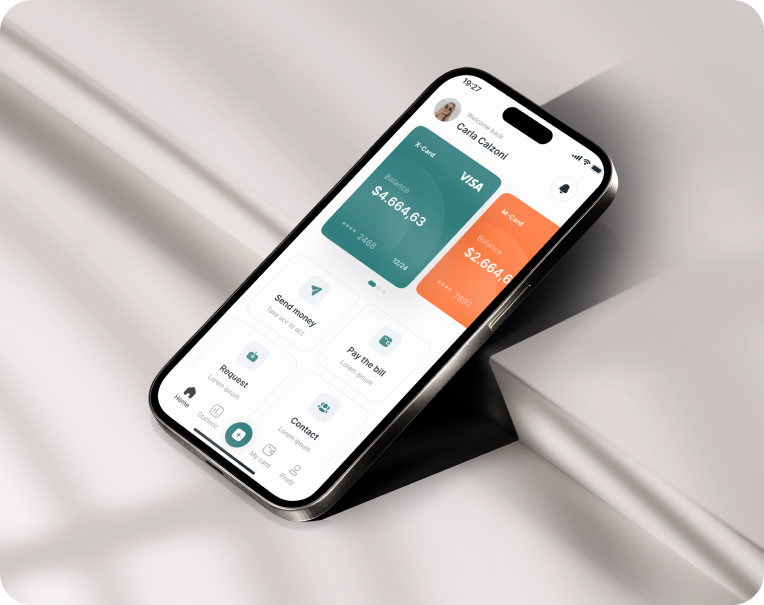 19:27
Welcome back
Carla Calzoni
X-Card
VISA
Balance
$4.664,63
**** 2468
12/24
M-Card
Balance
$2.664,6
**** 7897
Send money
Take acc to acc
Pay the bill
Lorem ipsum
Request
Lorem ipsum
Contact
Lorem ipsum
Home
Statistic
My card
Profil